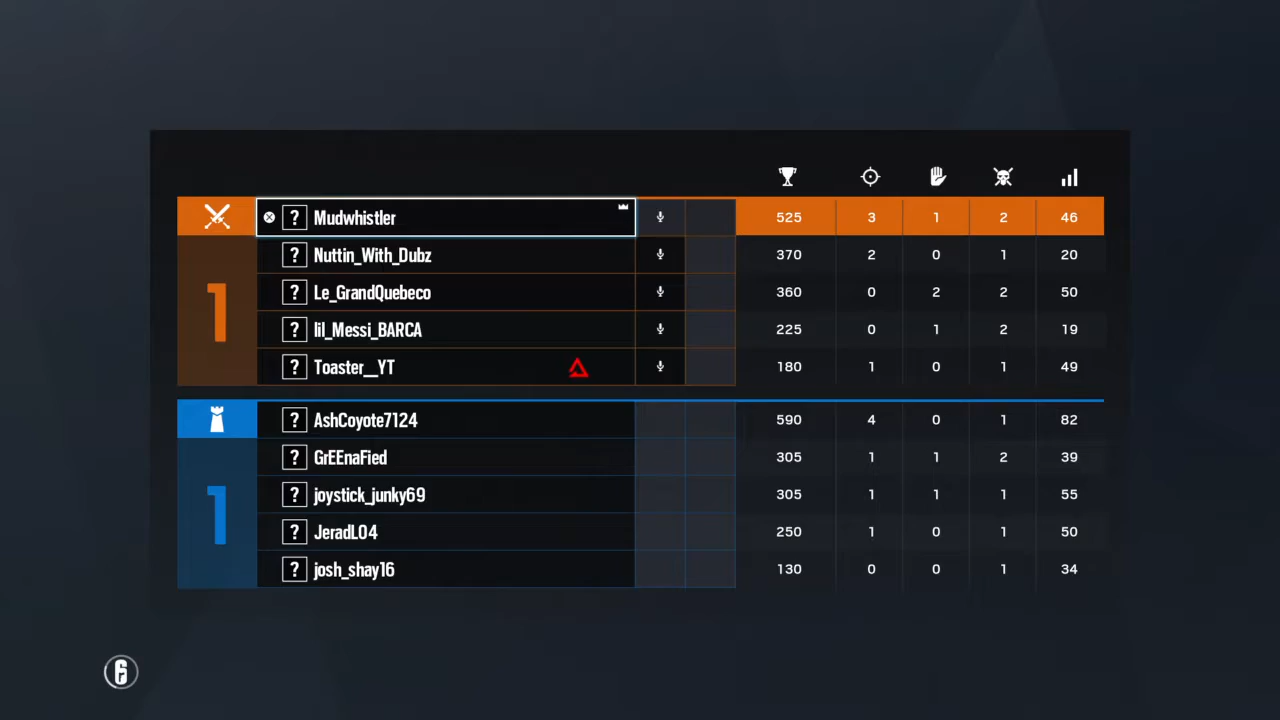 ? Mudwhistler 525 3 1 2 46
? Nuttin_With_Dubz 370 2 0 1 20
1
? Le_GrandQuebeco 360 0 2 2 50
? lil_Messi_BARCA 225 0 1 2 19
? Toaster__YT 180 1 0 1 49
? AshCoyote7124 590 4 0 1 82
? GrEEnaFied 305 1 1 2 39
1
? joystick_junky69 305 1 1 1 55
? JeradL04 250 1 0 1 50
? josh_shay16 130 0 0 1 34
6